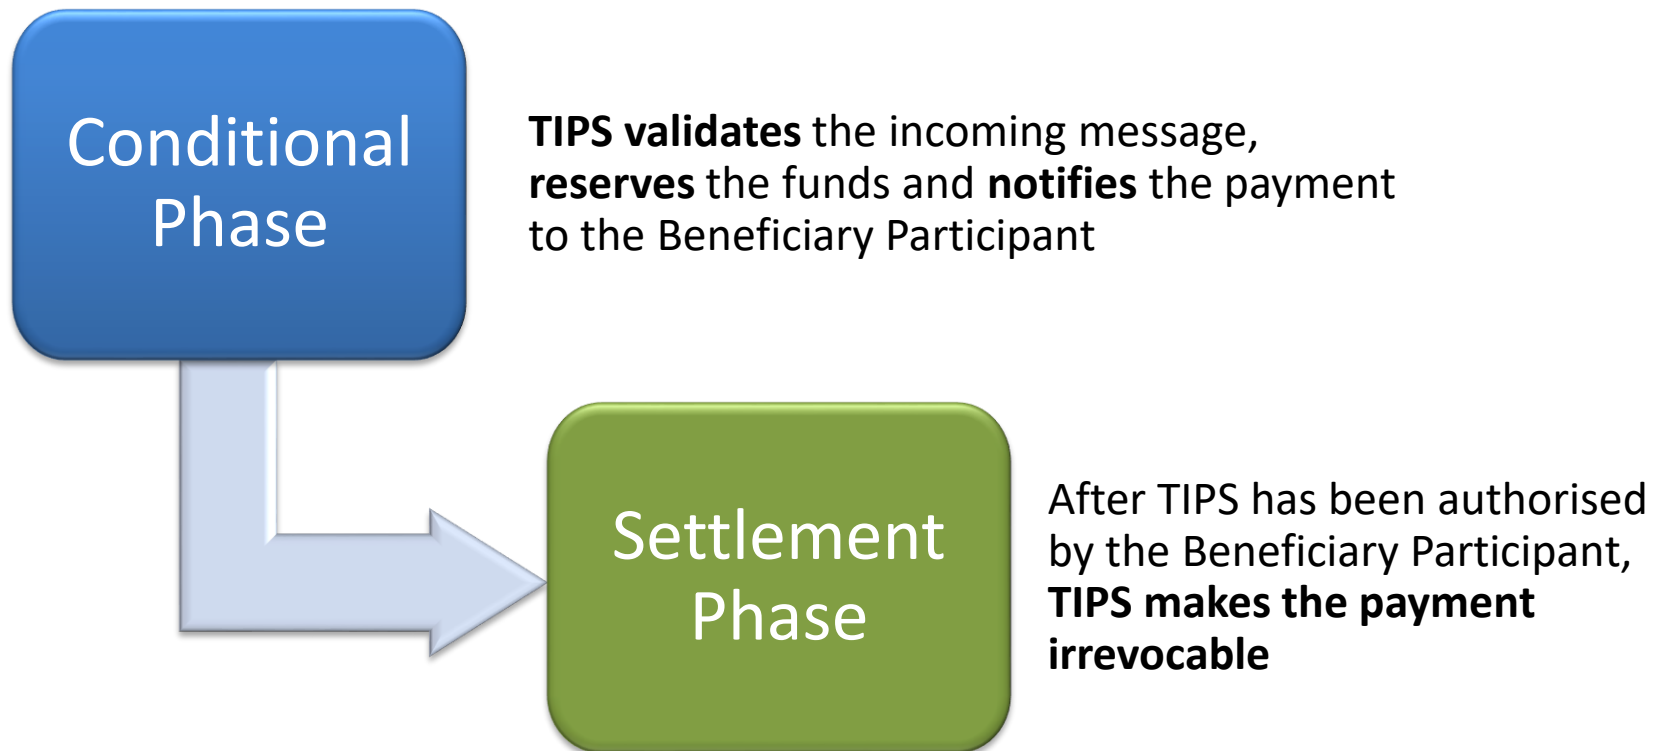 Conditional
Phase
TIPS validates the incoming message,
reserves the funds and notifies the payment
to the Beneficiary Participant
Settlement
Phase
After TIPS has been authorised
by the Beneficiary Participant,
TIPS makes the payment
irrevocable